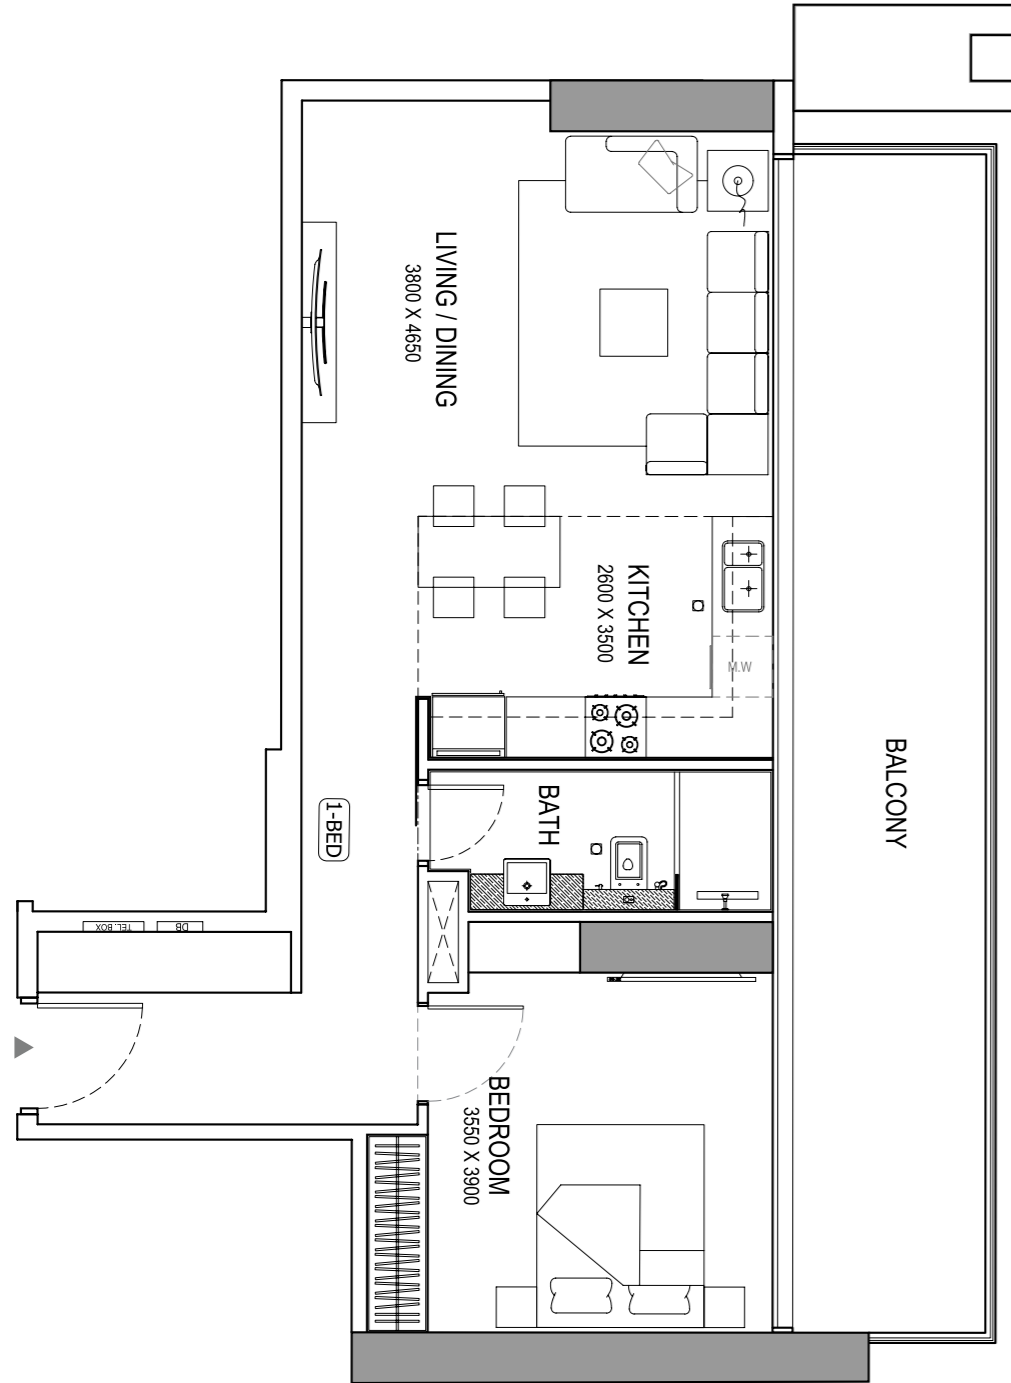 LIVING / DINING
3800 X 4650
KITCHEN
2600 X 3500
M.W
BALCONY
BATH
1-BED
TEL. BOX
DB
BEDROOM
3550 X 3900